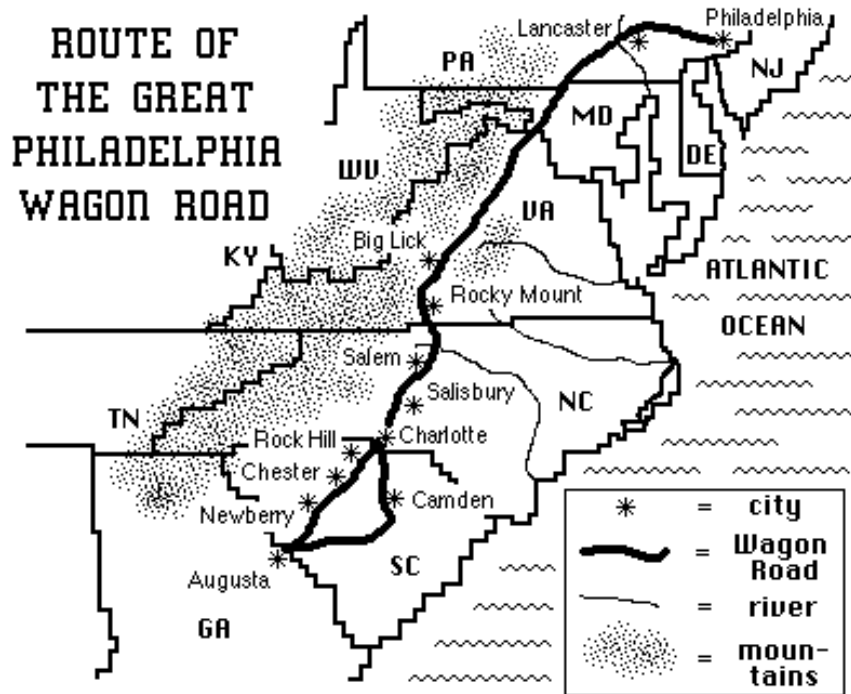 ROUTE OF
THE GREAT
PHILADELPHIA
WAGON ROAD
Lancaster
Philadelphia
PA
NJ
MD
DE
WV
VA
Big Lick
KY
ATLANTIC
OCEAN
Rocky Mount
Salem
Salisbury
NC
TN
Rock Hill
Charlotte
Chester
Camden
Newberry
SC
Augusta
GA
= city
= Wagon
Road
= river
= moun-
tains